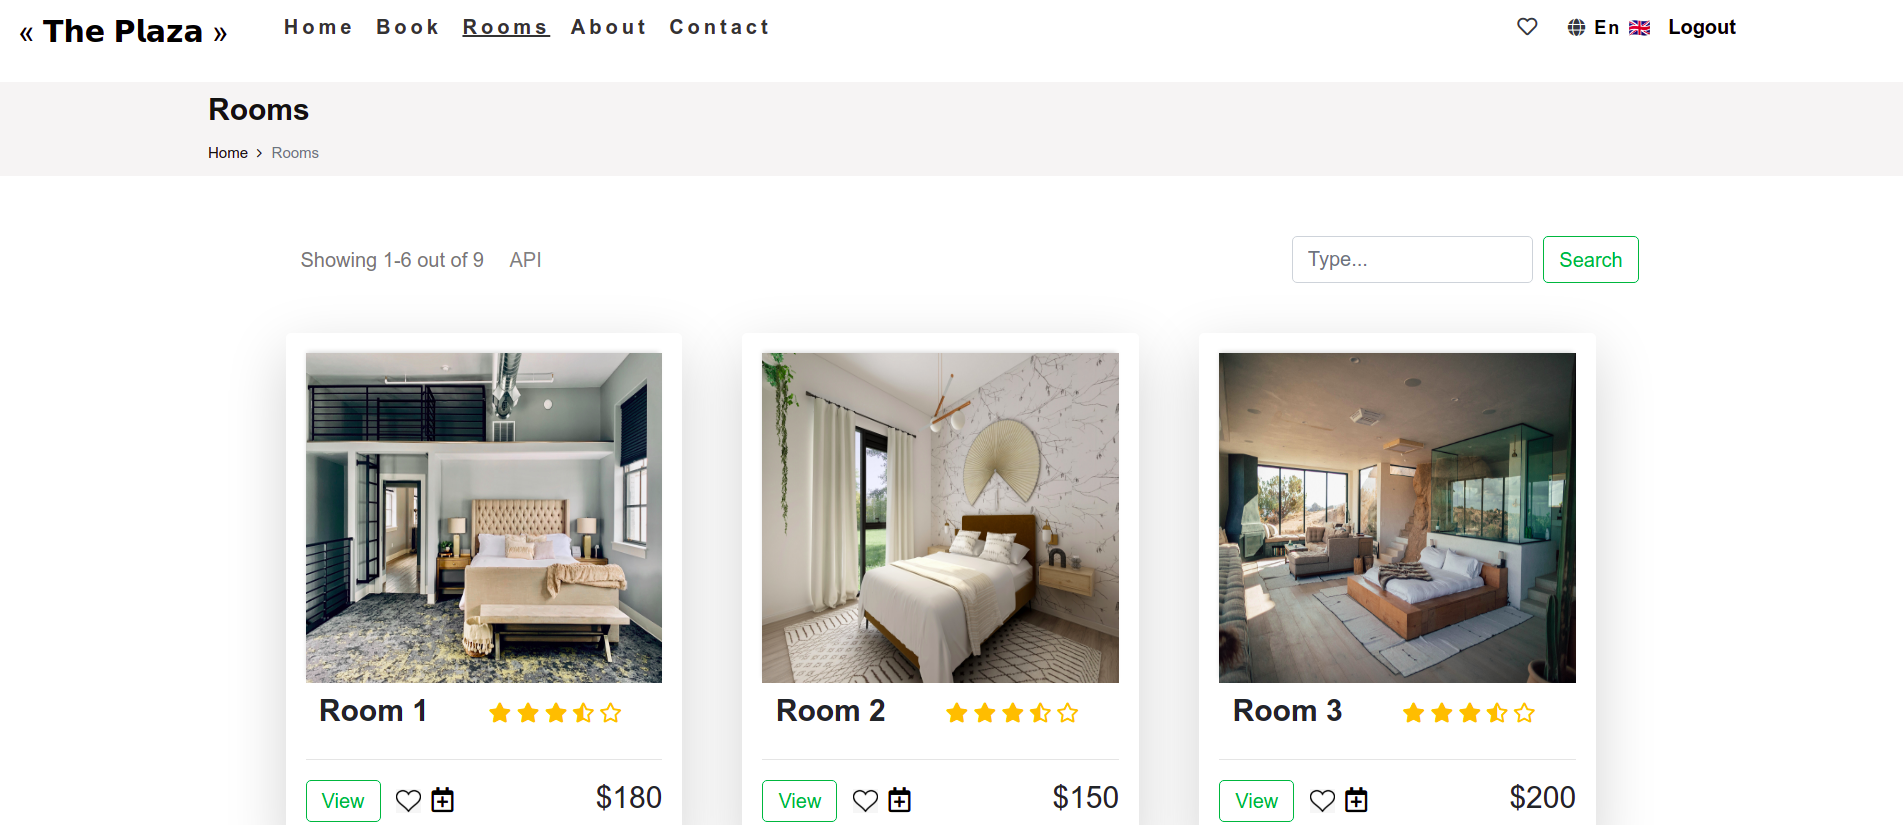 « The Plaza »
Home Book Rooms About Contact
En Logout
Rooms
Home > Rooms
Showing 1-6 out of 9 API
Type... Search
Room 1
Room 2
Room 3
View $180
View $150
View $200